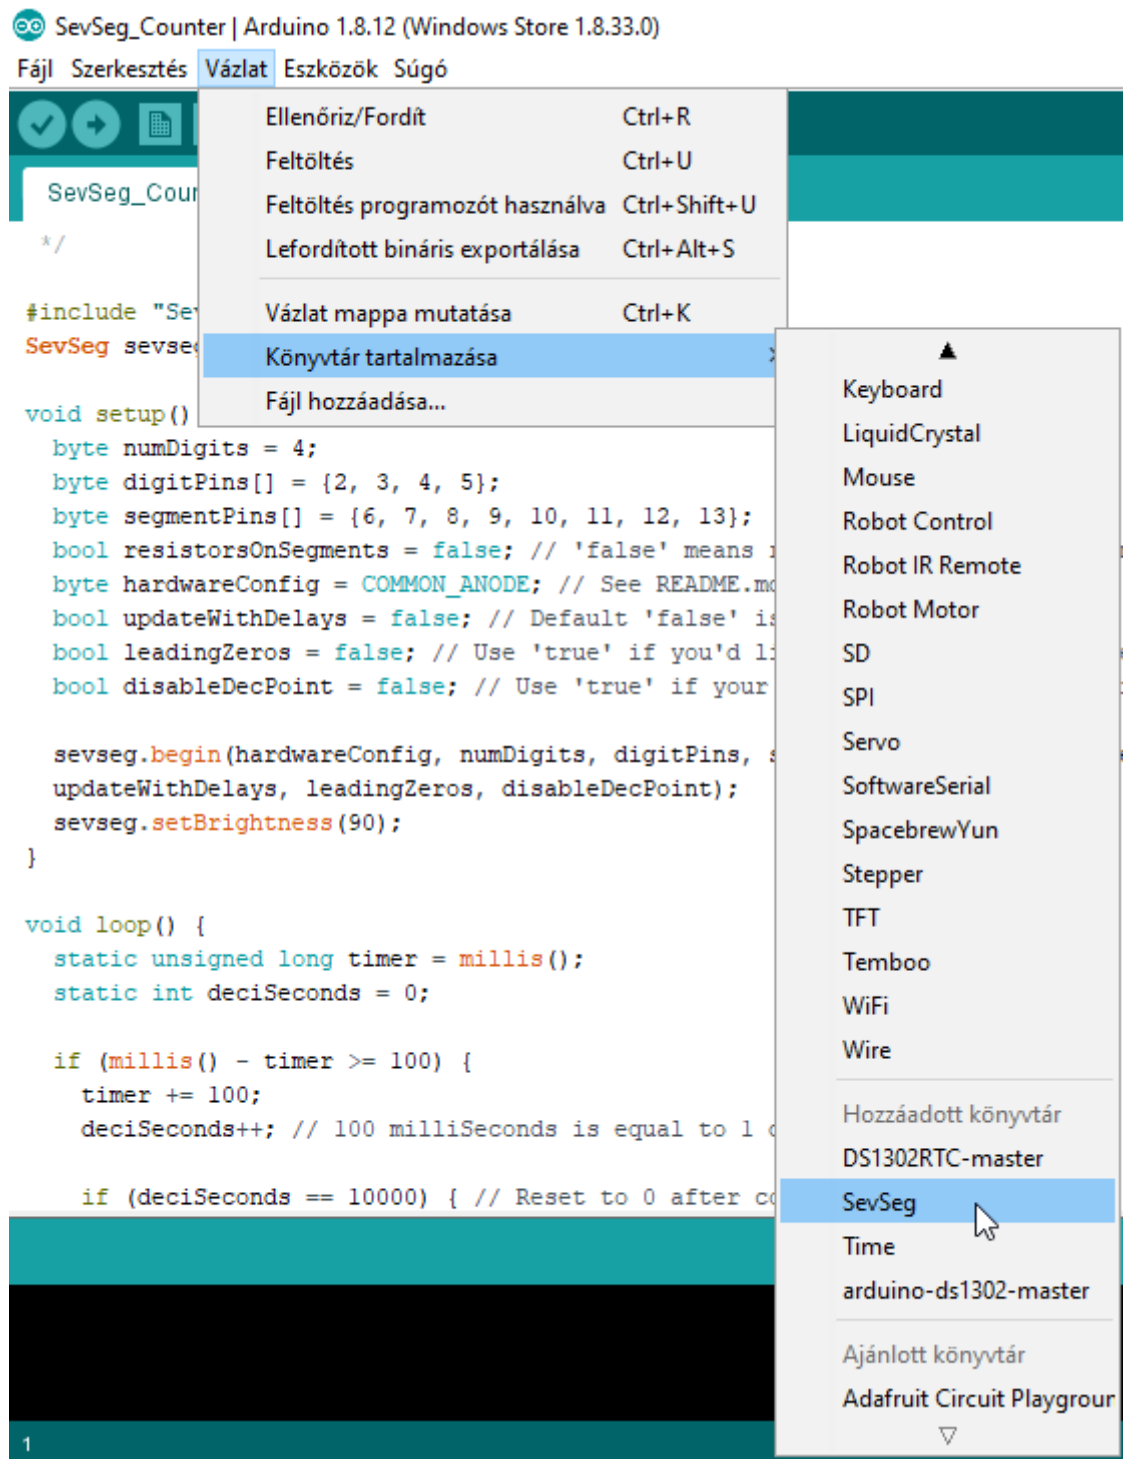 SevSeg_Counter | Arduino 1.8.12 (Windows Store 1.8.33.0)
Fájl Szerkesztés Vázlat Eszközök Súgó
Ellenőriz/Fordít Ctrl+R
Feltöltés Ctrl+U
Feltöltés programozót használva Ctrl+Shift+U
Lefordított bináris exportálása Ctrl+Alt+S
Vázlat mappa mutatása Ctrl+K
Könyvtár tartalmazása
Fájl hozzáadása...
Keyboard
LiquidCrystal
Mouse
Robot Control
Robot IR Remote
Robot Motor
SD
SPI
Servo
SoftwareSerial
SpacebrewYun
Stepper
TFT
Temboo
WiFi
Wire
Hozzáadott könyvtár
DS1302RTC-master
SevSeg
Time
arduino-ds1302-master
Ajánlott könyvtár
Adafruit Circuit Playgroun
SevSeg_Cour
*/
#include "Se
SevSeg sevse
void setup()
byte numDigits = 4;
byte digitPins[] = {2, 3, 4, 5};
byte segmentPins[] = {6, 7, 8, 9, 10, 11, 12, 13};
bool resistorsOnSegments = false; // 'false' means
byte hardwareConfig = COMMON_ANODE; // See README.m
bool updateWithDelays = false; // Default 'false' is
bool leadingZeros = false; // Use 'true' if you'd li
bool disableDecPoint = false; // Use 'true' if your
sevseg.begin(hardwareConfig, numDigits, digitPins,
updateWithDelays, leadingZeros, disableDecPoint);
sevseg.setBrightness(90);
}
void loop() {
static unsigned long timer = millis();
static int deciSeconds = 0;
if (millis() - timer >= 100) {
timer += 100;
deciSeconds++; // 100 milliSeconds is equal to 1
if (deciSeconds == 10000) { // Reset to 0 after co
1